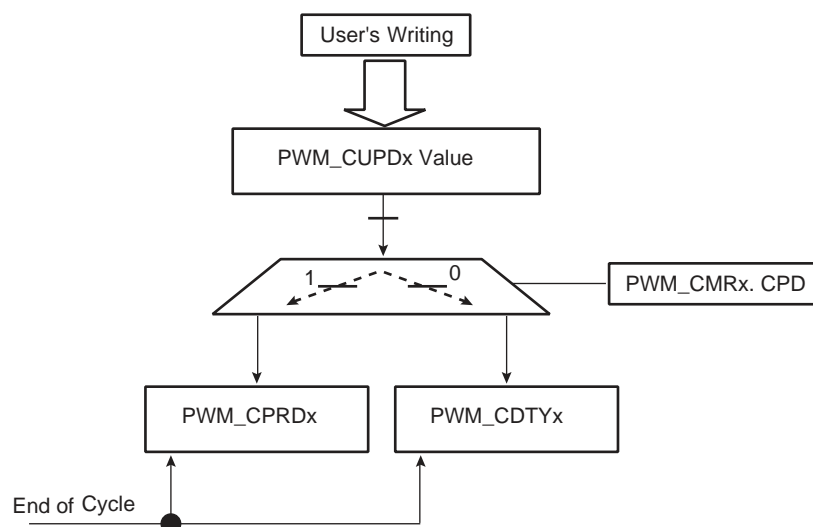 User's Writing
PWM_CUPDx Value
1
0
PWM_CMRx. CPD
PWM_CPRDx
PWM_CDTYx
End of Cycle